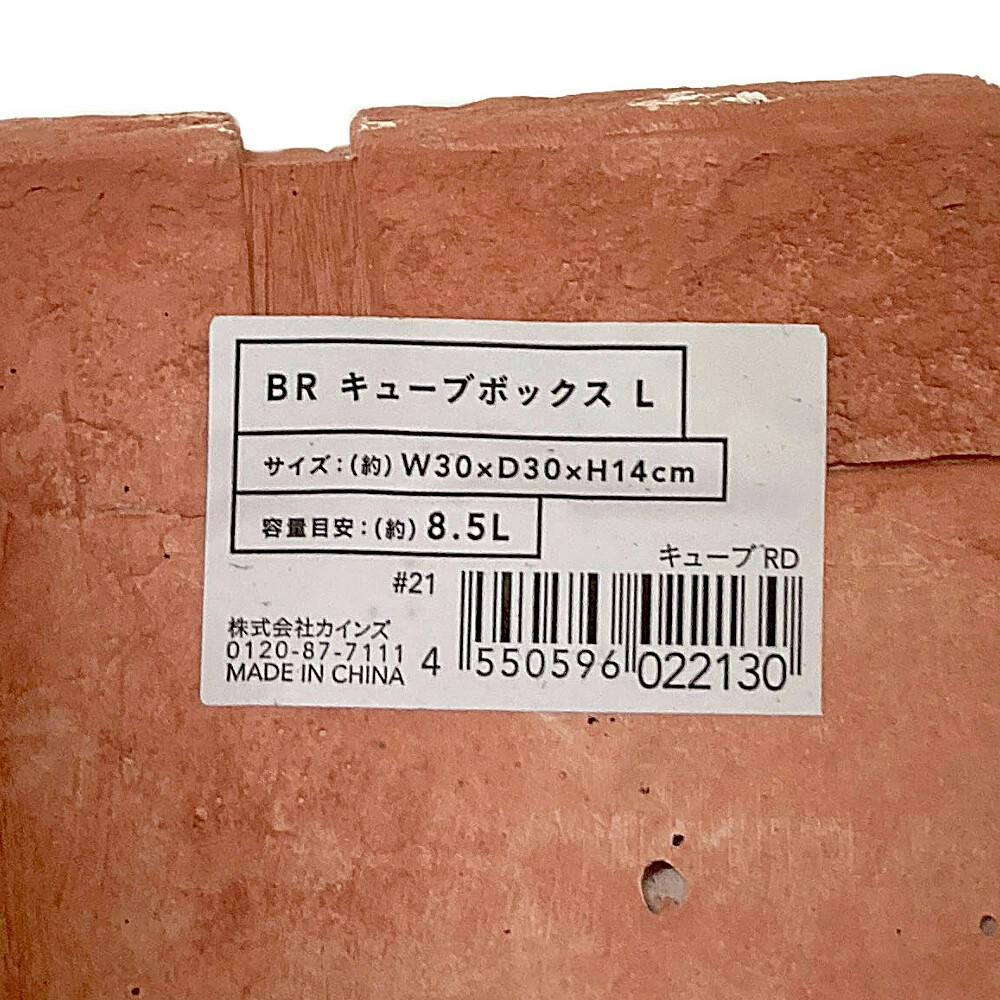 BR キューブボックス L
サイズ:(約) W30×D30×H14cm
容量目安:(約) 8.5L
キューブ RD
#21
株式会社カインズ
0120-87-7111
MADE IN CHINA
4 550596 022130